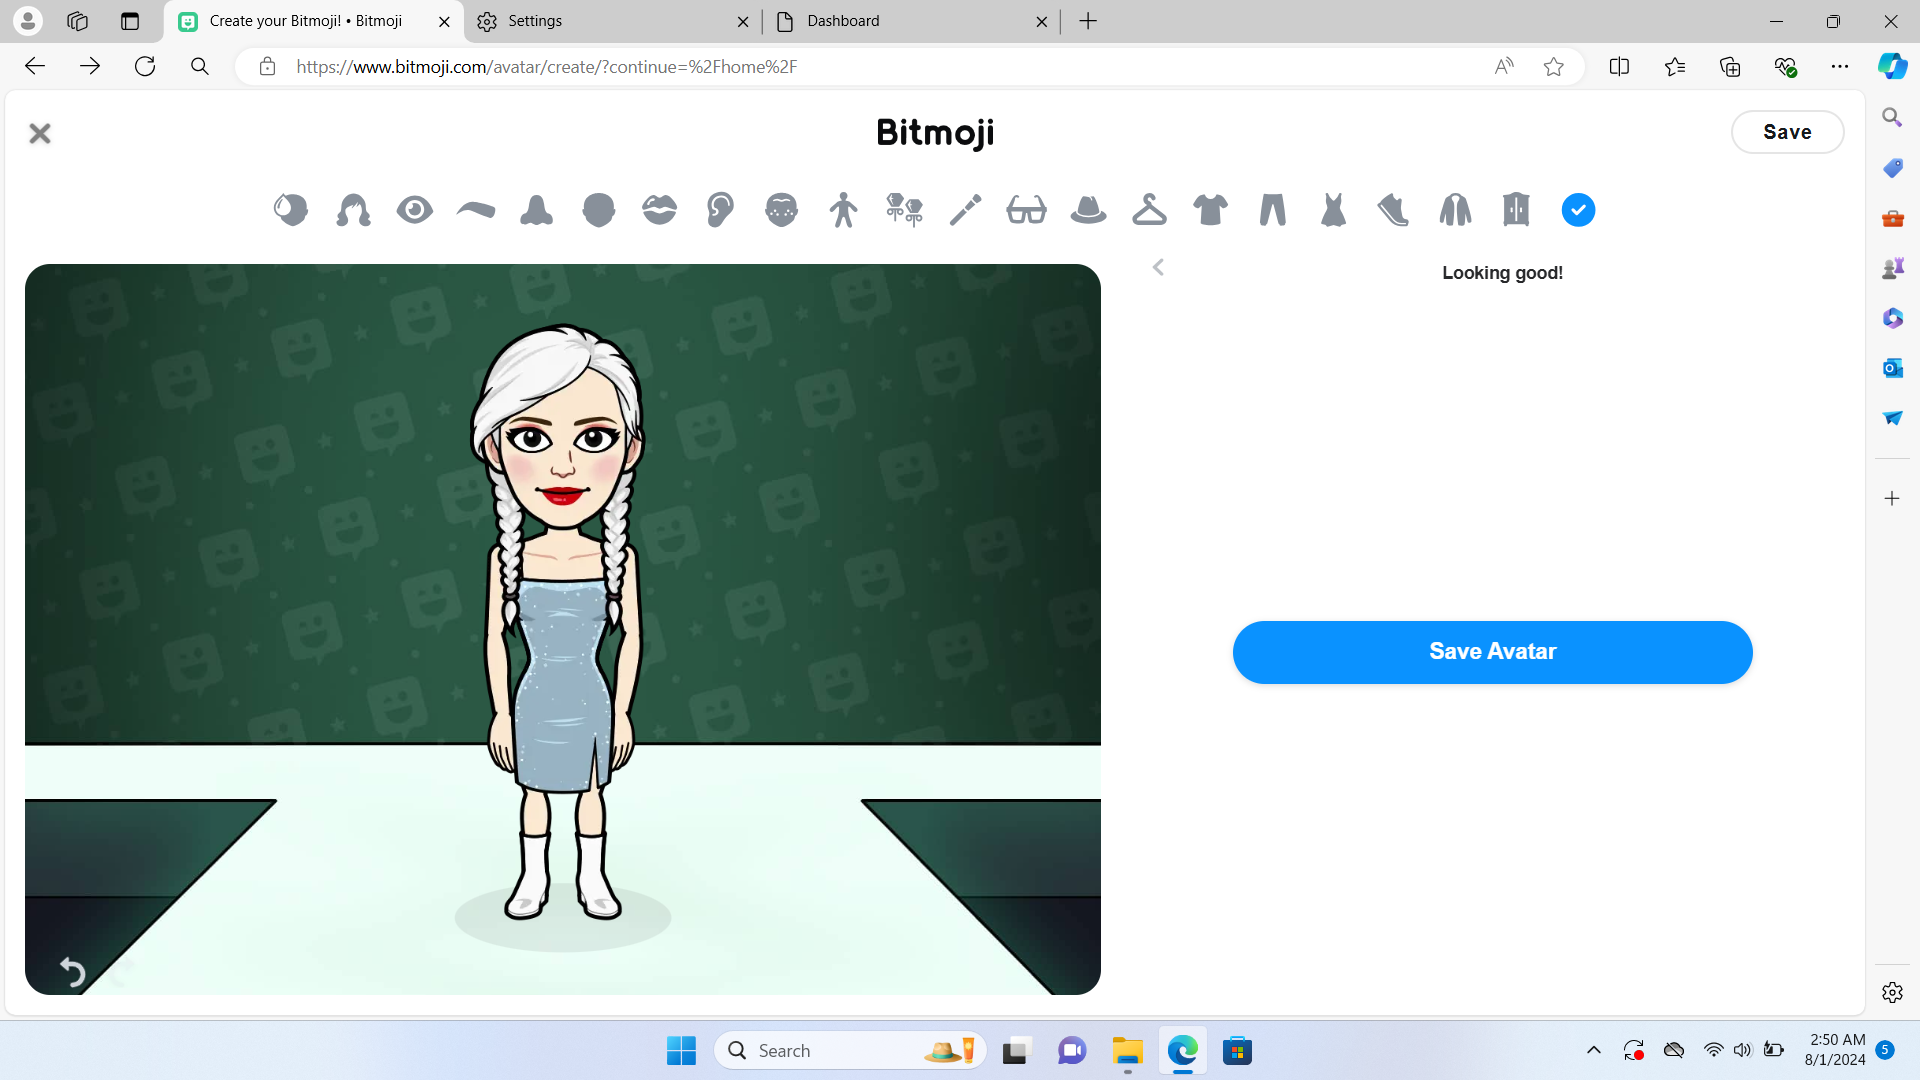 Create your Bitmoji! • Bitmoji
Settings
Dashboard
https://www.bitmoji.com/avatar/create/?continue=%2Fhome%2F
Bitmoji
Save
Looking good!
Save Avatar
Search
2:50 AM
8/1/2024
5